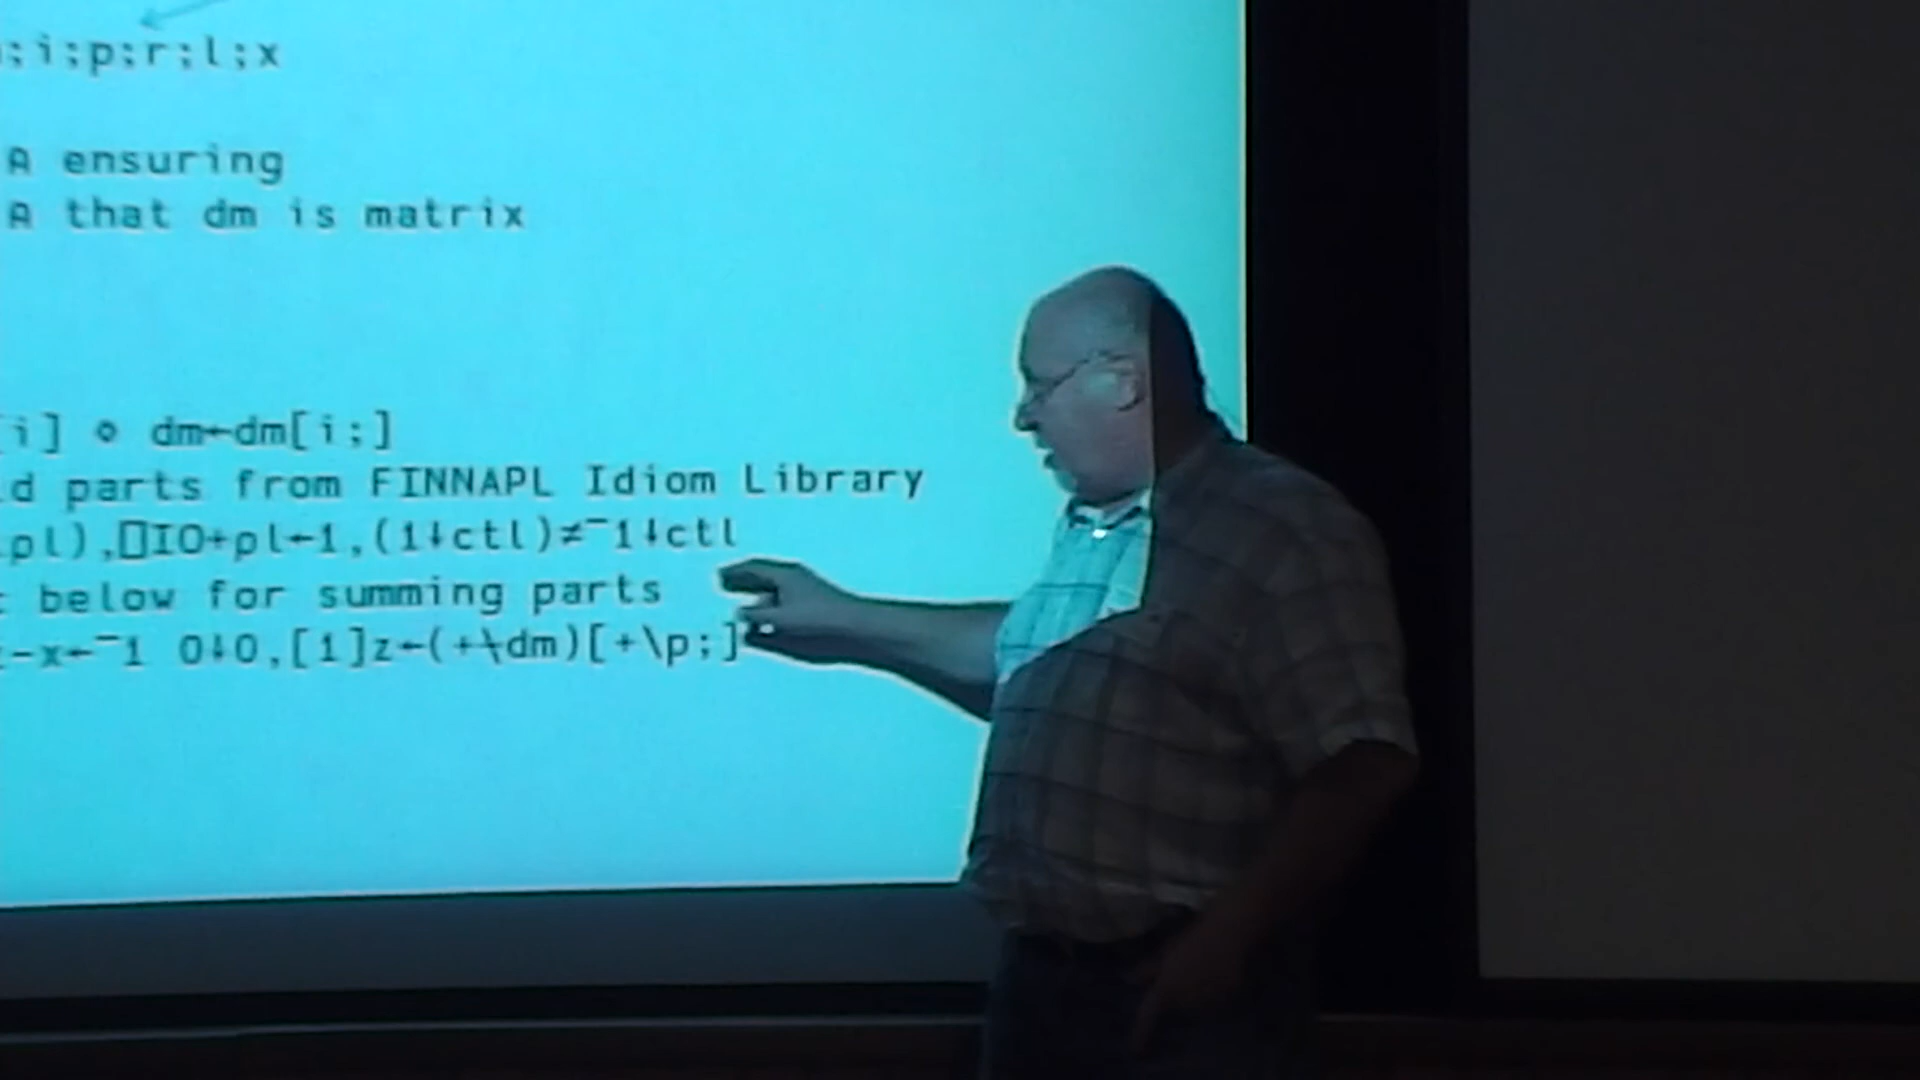 ;i;p;r;l;x
⍝ ensuring
⍝ that dm is matrix
[i] ⋄ dm←dm[i;]
d parts from FINNAPL Idiom Library
pl),⎕IO+pl←1,(1↓ctl)≠¯1↓ctl
below for summing parts
-x←¯1 0↓0,[1]z←(+⍀dm)[+\p;]